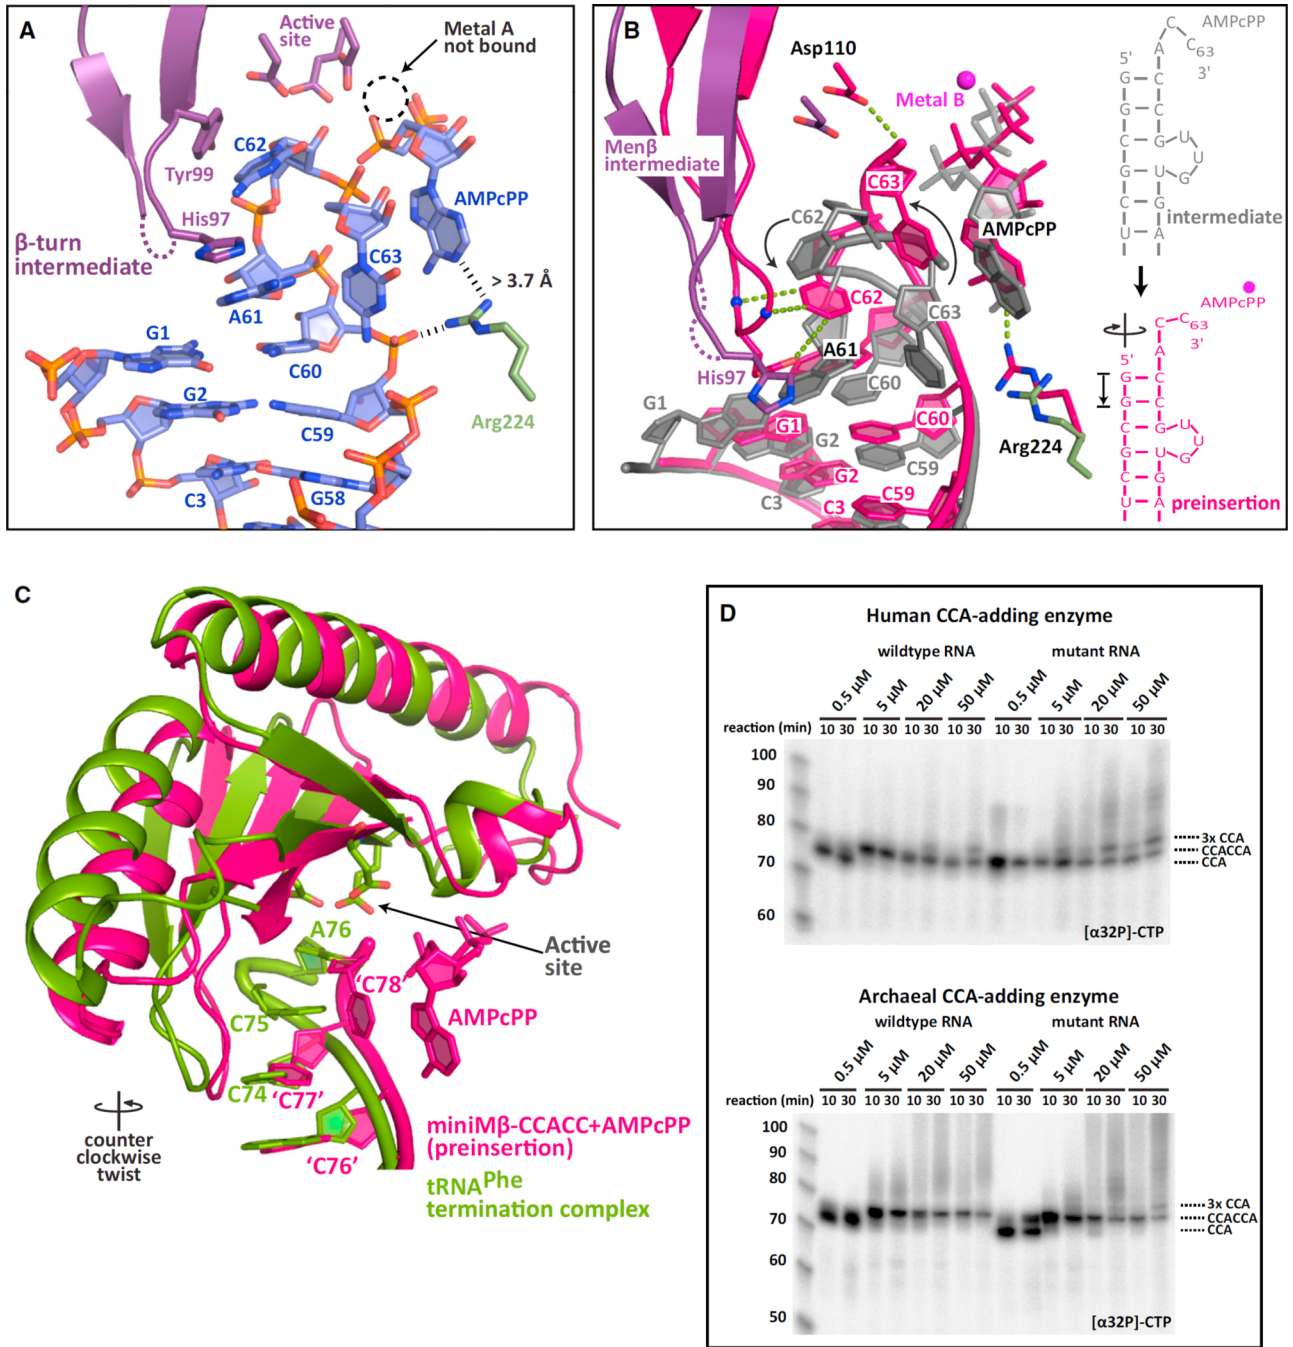 A
Active
site
Metal A
not bound
C62
Tyr99
His97
AMPcPP
β-turn
intermediate
C63
> 3.7 Å
A61
G1
C60
G2
Arg224
C59
C3
G58
B
Asp110
Metal B
Menβ
intermediate
C63
C62
AMPcPP
C62
C63
A61
His97
C60
G1
G1
C60
G2
Arg224
C59
G2
C3
C59
C3
C
AMPcPP
A
C63
5'
3'
G
C
G
C
C
G
G
U
U
C
U
G
U
G
C
G
U
A
intermediate
AMPcPP
C
C63
5'
A
3'
G
C
G
C
C
G
U
G
U
C
U
G
C
G
U
A
preinsertion
C
A76
Active
site
'C78'
C75
AMPcPP
C74
'C77'
counter
clockwise
twist
'C76'
miniMβ-CCACC+AMPcPP
(preinsertion)
tRNAPhe
termination complex
D
Human CCA-adding enzyme
wildtype RNA mutant RNA
0.5 μM 5 μM 20 μM 50 μM 0.5 μM 5 μM 20 μM 50 μM
reaction (min) 10 30 10 30 10 30 10 30 10 30 10 30 10 30 10 30
100
90
80
3x CCA
CCACCA
70
CCA
60
[α32P]-CTP
Archaeal CCA-adding enzyme
wildtype RNA mutant RNA
0.5 μM 5 μM 20 μM 50 μM 0.5 μM 5 μM 20 μM 50 μM
reaction (min) 10 30 10 30 10 30 10 30 10 30 10 30 10 30 10 30
100
90
80
3x CCA
70
CCACCA
CCA
60
50
[α32P]-CTP